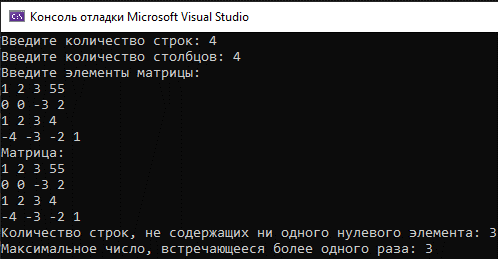 Консоль отладки Microsoft Visual Studio
Введите количество строк: 4
Введите количество столбцов: 4
Введите элементы матрицы:
1 2 3 55
0 0 -3 2
1 2 3 4
-4 -3 -2 1
Матрица:
1 2 3 55
0 0 -3 2
1 2 3 4
-4 -3 -2 1
Количество строк, не содержащих ни одного нулевого элемента: 3
Максимальное число, встречающееся более одного раза: 3